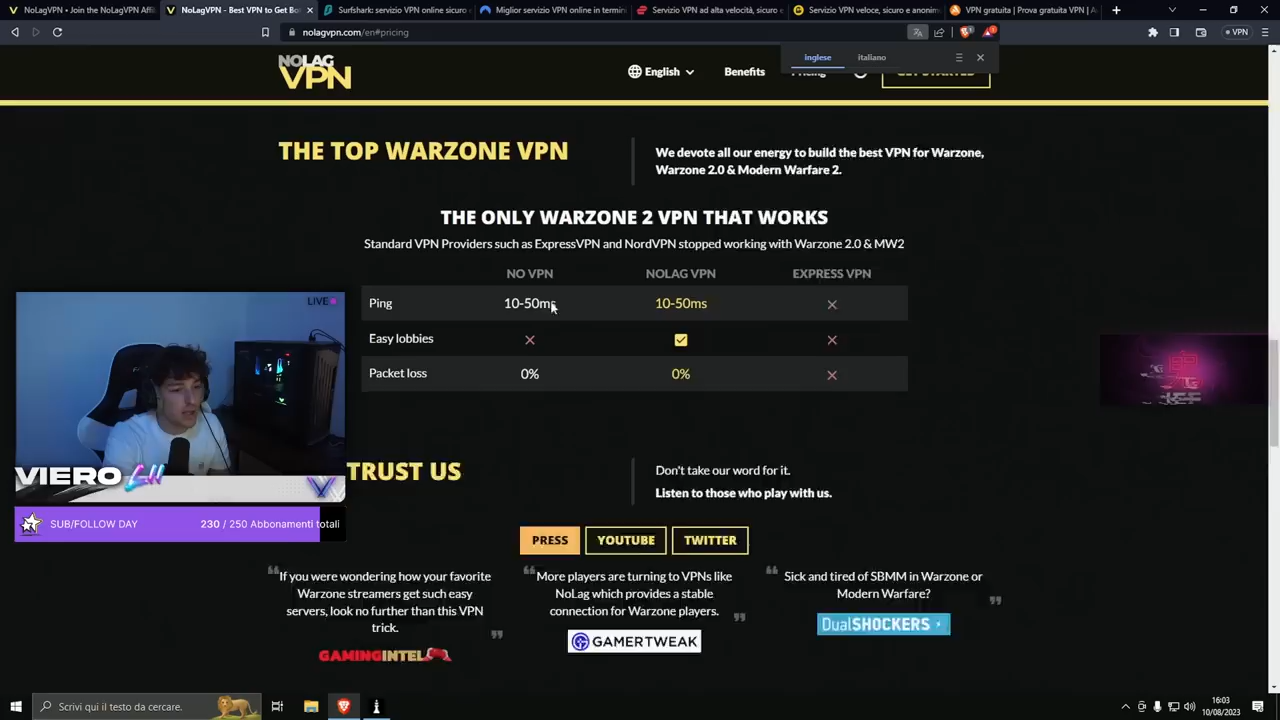 NoLagVPN • Join the NoLagVPN Affil
NoLagVPN - Best VPN to Get Bo
Surfshark: servizio VPN online sicuro
Miglior servizio VPN online in termini
Servizio VPN ad alta velocità, sicuro
Servizio VPN veloce, sicuro e anonim
VPN gratuita | Prova gratuita VPN |
nolagvpn.com/en#pricing
VPN
inglese
italiano
NOLAG
VPN
English
Benefits
Pricing
GET STARTED
THE TOP WARZONE VPN
We devote all our energy to build the best VPN for Warzone,
Warzone 2.0 & Modern Warfare 2.
THE ONLY WARZONE 2 VPN THAT WORKS
Standard VPN Providers such as ExpressVPN and NordVPN stopped working with Warzone 2.0 & MW2
NO VPN
NOLAG VPN
EXPRESS VPN
Ping
10-50ms
10-50ms
Easy lobbies
Packet loss
0%
0%
LIVE
VIERO
SUB/FOLLOW DAY
230 / 250 Abbonamenti totali
TRUST US
Don't take our word for it.
Listen to those who play with us.
PRESS
YOUTUBE
TWITTER
If you were wondering how your favorite
Warzone streamers get such easy
servers, look no further than this VPN
trick.
GAMINGINTEL
More players are turning to VPNs like
NoLag which provides a stable
connection for Warzone players.
GAMERTWEAK
Sick and tired of SBMM in Warzone or
Modern Warfare?
DualSHOCKERS
Scrivi qui il testo da cercare.
16:03
10/08/2023